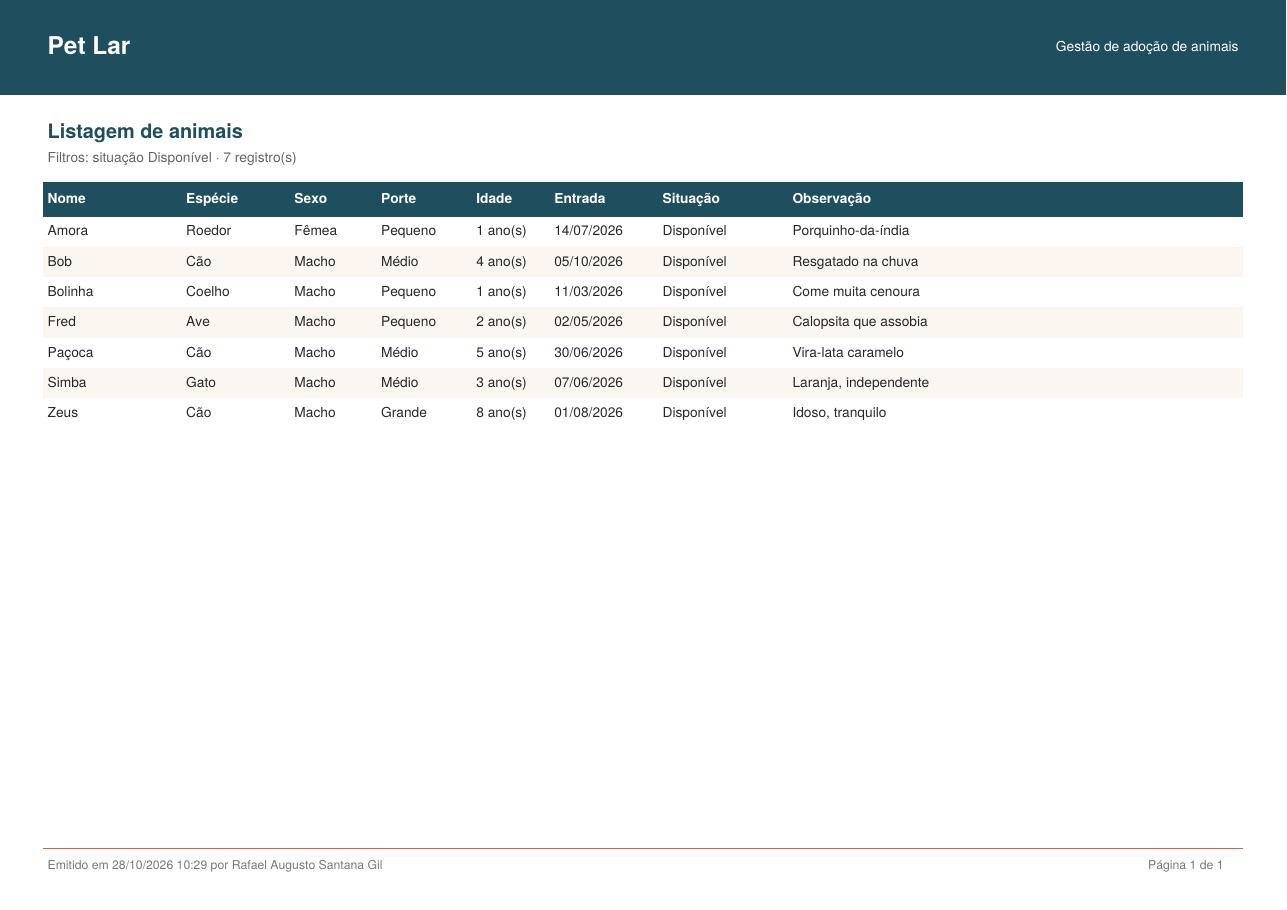 Pet Lar
Gestão de adoção de animais
Listagem de animais
Filtros: situação Disponível · 7 registro(s)
Nome Espécie Sexo Porte Idade Entrada Situação Observação
Amora Roedor Fêmea Pequeno 1 ano(s) 14/07/2026 Disponível Porquinho-da-índia
Bob Cão Macho Médio 4 ano(s) 05/10/2026 Disponível Resgatado na chuva
Bolinha Coelho Macho Pequeno 1 ano(s) 11/03/2026 Disponível Come muita cenoura
Fred Ave Macho Pequeno 2 ano(s) 02/05/2026 Disponível Calopsita que assobia
Paçoca Cão Macho Médio 5 ano(s) 30/06/2026 Disponível Vira-lata caramelo
Simba Gato Macho Médio 3 ano(s) 07/06/2026 Disponível Laranja, independente
Zeus Cão Macho Grande 8 ano(s) 01/08/2026 Disponível Idoso, tranquilo
Emitido em 28/10/2026 10:29 por Rafael Augusto Santana Gil
Página 1 de 1